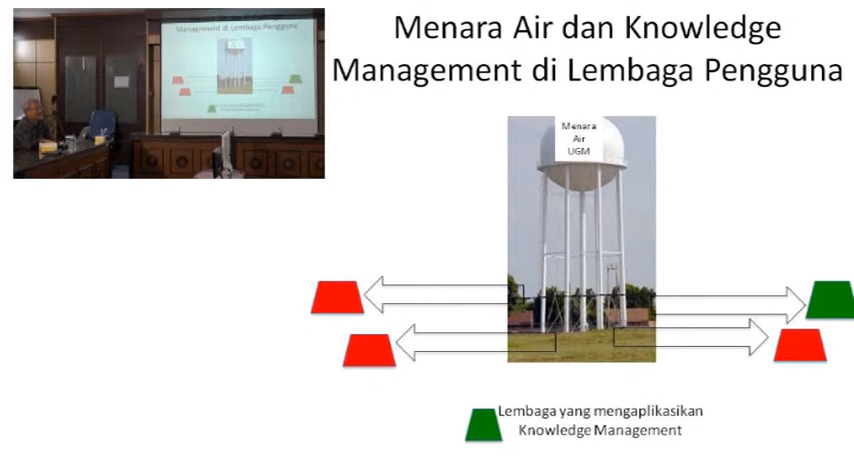 Menara Air dan Knowledge
Management di Lembaga Pengguna
Management di Lembaga Pengguna
Menara
Air
UGM
Lembaga yang mengaplikasikan
Knowledge Management